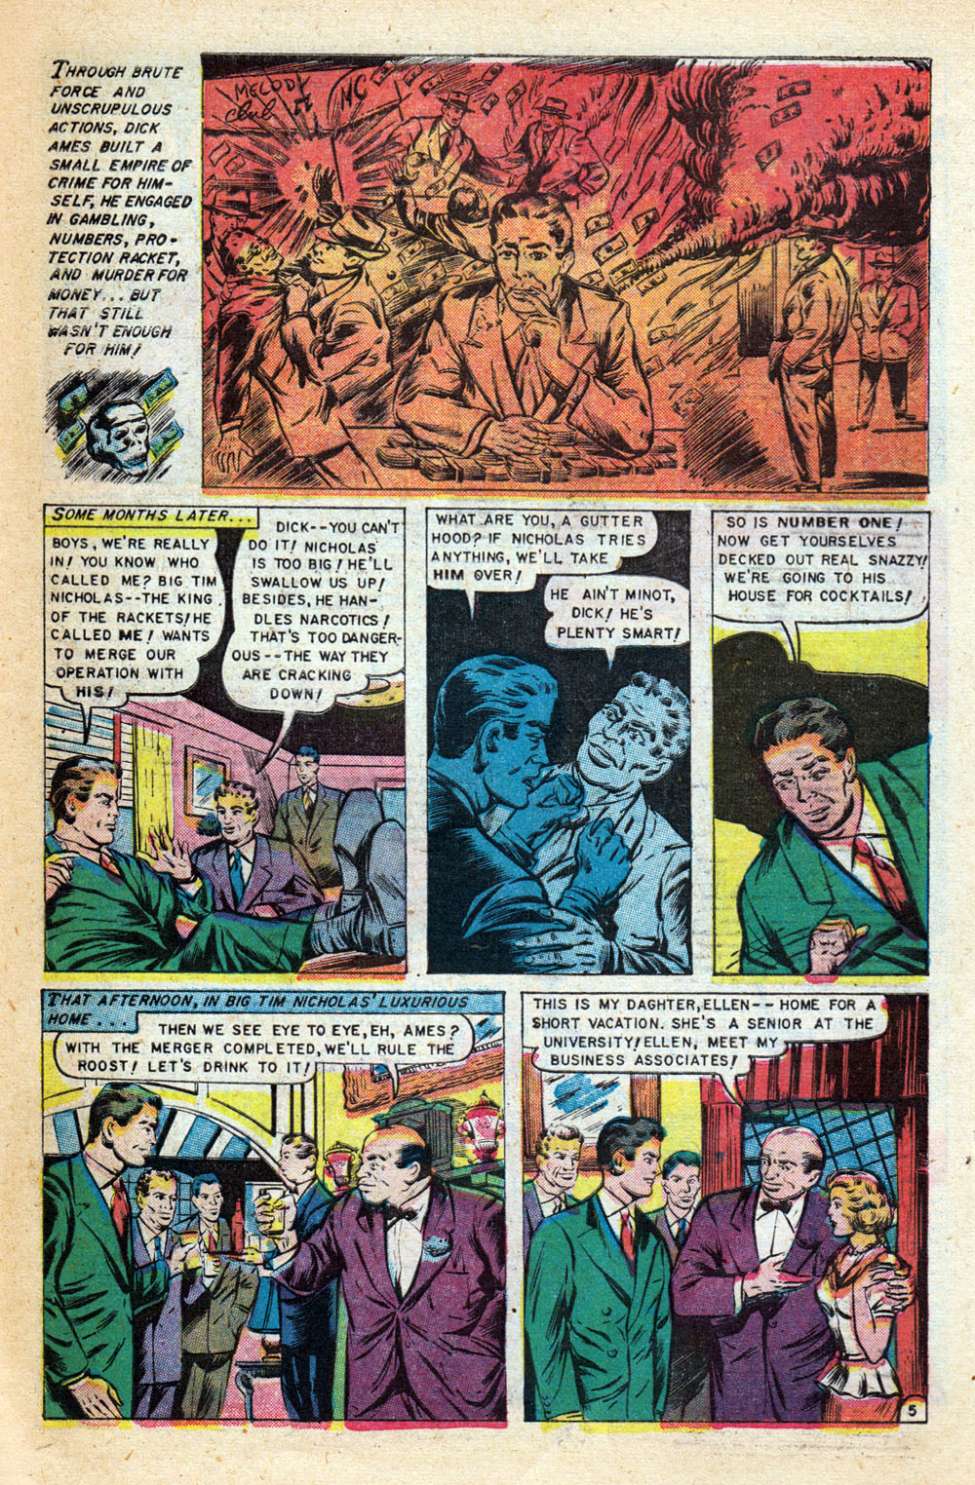 THROUGH BRUTE
FORCE AND
UNSCRUPULOUS
ACTIONS, DICK
AMES BUILT A
SMALL EMPIRE OF
CRIME FOR HIM-
SELF, HE ENGAGED
IN GAMBLING,
NUMBERS, PRO-
TECTION RACKET,
AND MURDER FOR
MONEY... BUT
THAT STILL
WASN'T ENOUGH
FOR HIM!
MELODY
Club
MC
SOME MONTHS LATER...
BOYS, WE'RE REALLY
IN! YOU KNOW WHO
CALLED ME? BIG TIM
NICHOLAS--THE KING
OF THE RACKETS! HE
CALLED ME! WANTS
TO MERGE OUR
OPERATION WITH
HIS!
DICK--YOU CAN'T
DO IT! NICHOLAS
IS TOO BIG! HE'LL
SWALLOW US UP!
BESIDES, HE HAN-
DLES NARCOTICS!
THAT'S TOO DANGER-
OUS--THE WAY THEY
ARE CRACKING
DOWN!
WHAT ARE YOU, A GUTTER
HOOD? IF NICHOLAS TRIES
ANYTHING, WE'LL TAKE
HIM OVER!
HE AIN'T MINOT,
DICK! HE'S
PLENTY SMART!
SO IS NUMBER ONE!
NOW GET YOURSELVES
DECKED OUT REAL SNAZZY!
WE'RE GOING TO HIS
HOUSE FOR COCKTAILS!
THAT AFTERNOON, IN BIG TIM NICHOLAS' LUXURIOUS
HOME...
THEN WE SEE EYE TO EYE, EH, AMES?
WITH THE MERGER COMPLETED, WE'LL RULE THE
ROOST! LET'S DRINK TO IT!
THIS IS MY DAGHTER, ELLEN-- HOME FOR A
SHORT VACATION. SHE'S A SENIOR AT THE
UNIVERSITY! ELLEN, MEET MY
BUSINESS ASSOCIATES!
5